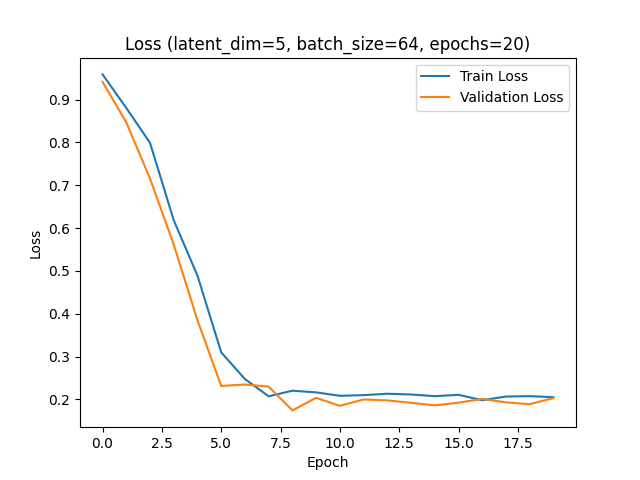 Loss (latent_dim=5, batch_size=64, epochs=20)
Train Loss
Validation Loss
0.9
0.8
0.7
0.6
0.5
0.4
0.3
0.2
Loss
0.0 2.5 5.0 7.5 10.0 12.5 15.0 17.5
Epoch